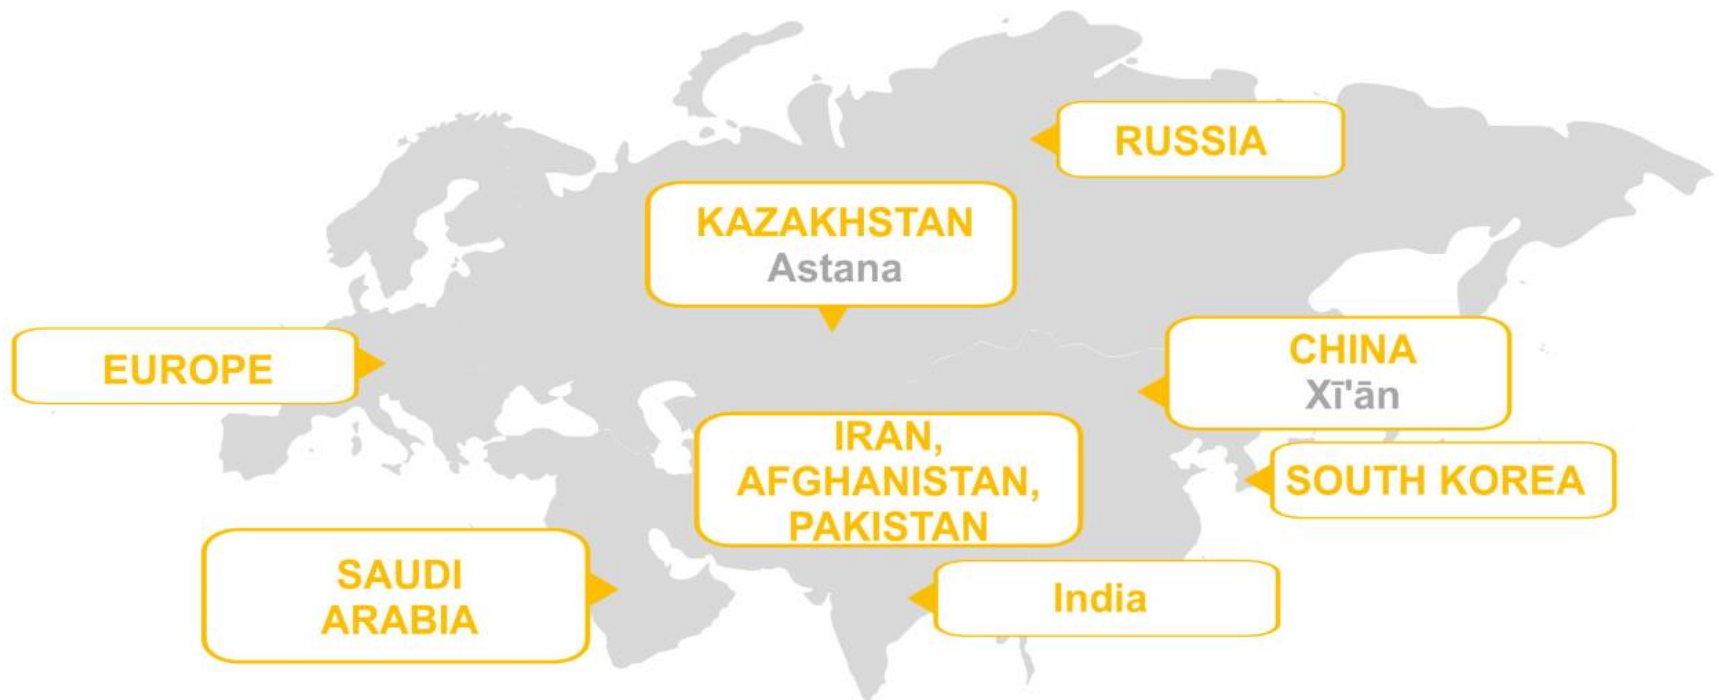 RUSSIA
KAZAKHSTAN
Astana
EUROPE
CHINA
Xī'ān
IRAN,
AFGHANISTAN,
PAKISTAN
SOUTH KOREA
SAUDI
ARABIA
India